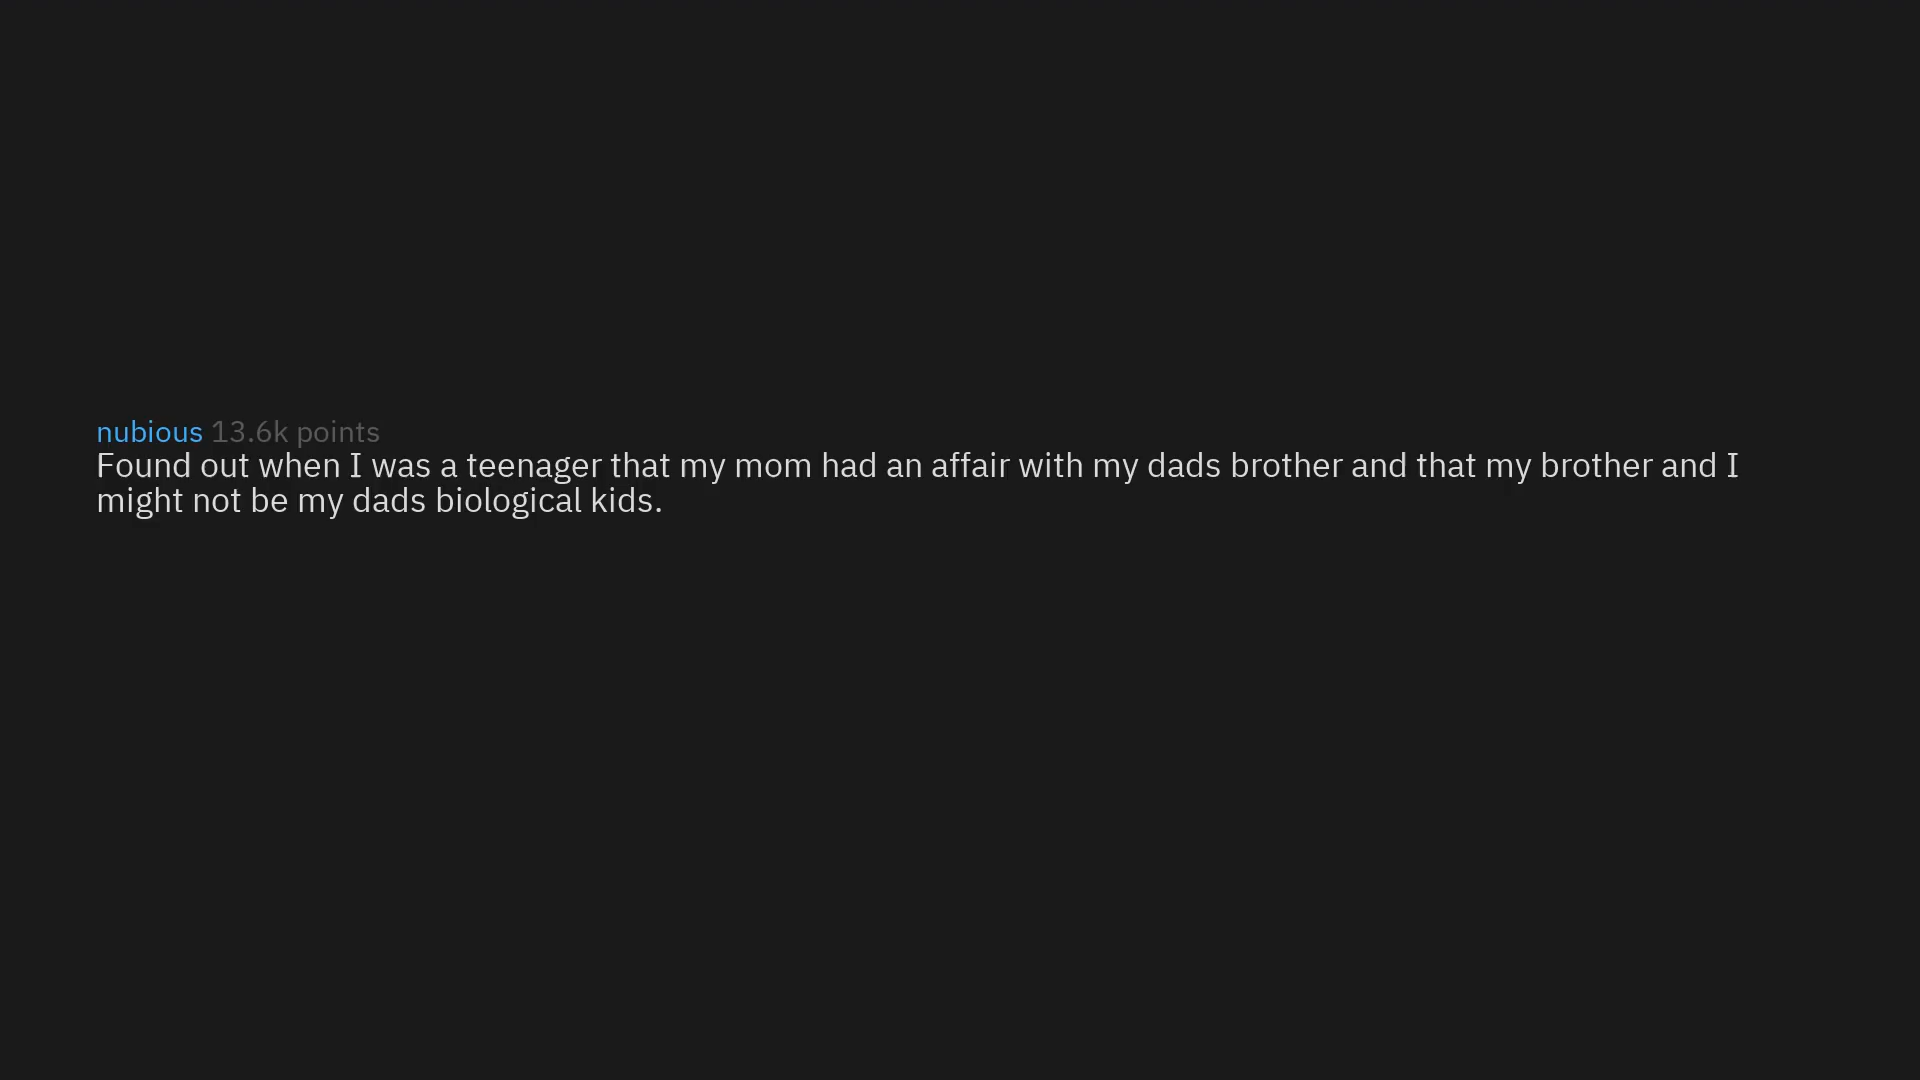 nubious 13.6k points
Found out when I was a teenager that my mom had an affair with my dads brother and that my brother and I
might not be my dads biological kids.